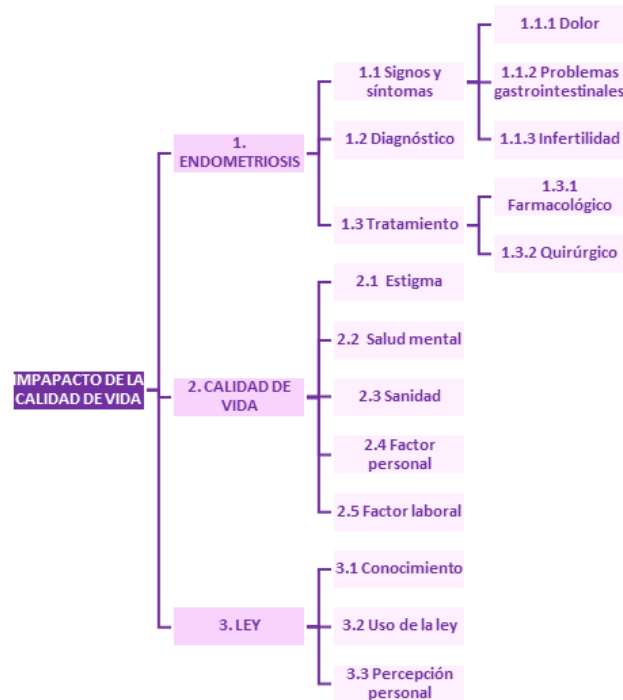 IMPAPACTO DE LA
CALIDAD DE VIDA
1.
ENDOMETRIOSIS
1.1 Signos y
síntomas
1.1.1 Dolor
1.1.2 Problemas
gastrointestinales
1.1.3 Infertilidad
1.2 Diagnóstico
1.3 Tratamiento
1.3.1
Farmacológico
1.3.2 Quirúrgico
2. CALIDAD DE
VIDA
2.1 Estigma
2.2 Salud mental
2.3 Sanidad
2.4 Factor
personal
2.5 Factor laboral
3. LEY
3.1 Conocimiento
3.2 Uso de la ley
3.3 Percepción
personal